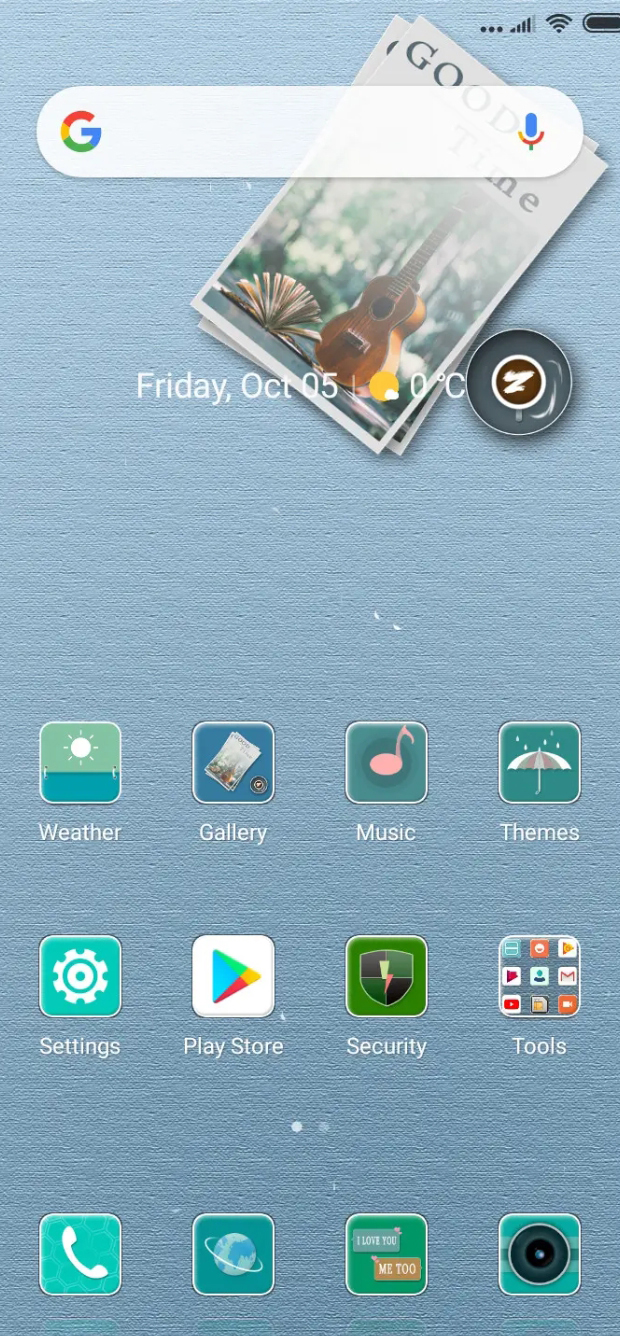 GOOD
Time
Friday, Oct 05 | 0 °C
Weather
Gallery
Music
Themes
Settings
Play Store
Security
Tools
I LOVE YOU
ME TOO